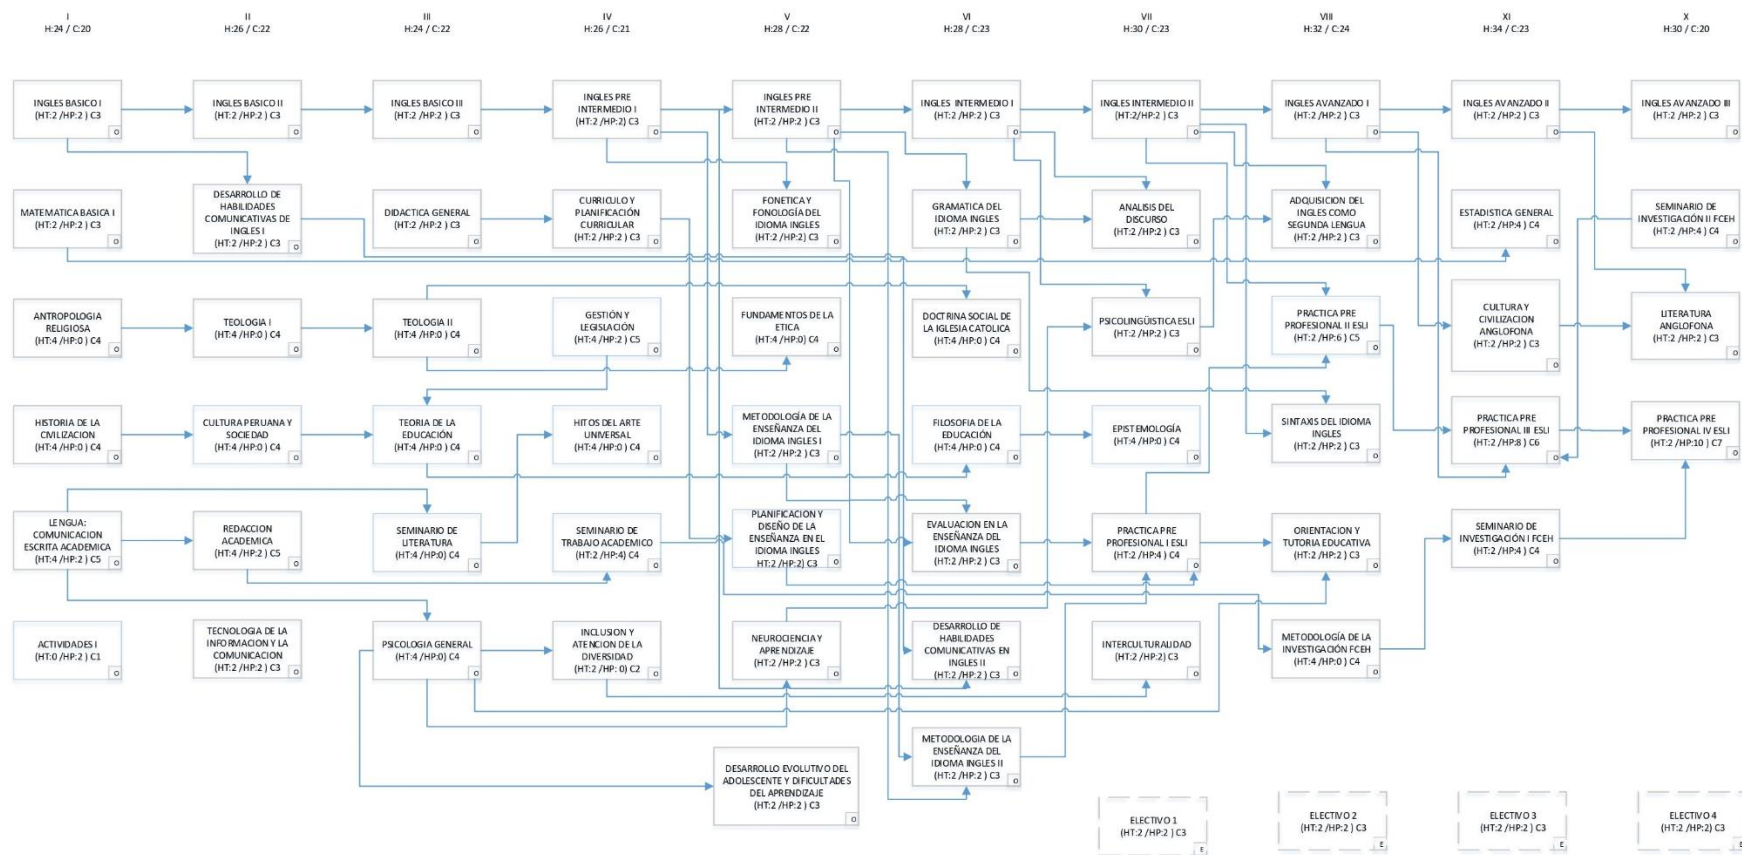 I
H:24 / C:20
II
H:26 / C:22
III
H:24 / C:22
IV
H:26 / C:21
V
H:28 / C:22
VI
H:28 / C:23
VII
H:30 / C:23
VIII
H:32 / C:24
XI
H:34 / C:23
X
H:30 / C:20
INGLES BASICO I
(HT:2 /HP:2 ) C3
O
INGLES BASICO II
(HT:2 /HP:2 ) C3
O
INGLES BASICO III
(HT:2 /HP:2 ) C3
O
INGLES PRE
INTERMEDIO I
(HT:2 /HP:2) C3
O
INGLES PRE
INTERMEDIO II
(HT:2 /HP:2 ) C3
O
INGLES INTERMEDIO I
(HT:2 /HP:2 ) C3
O
INGLES INTERMEDIO II
(HT:2/HP:2 ) C3
O
INGLES AVANZADO I
(HT:2 /HP:2 ) C3
O
INGLES AVANZADO II
(HT:2 /HP:2 ) C3
O
INGLES AVANZADO III
(HT:2 /HP:2 ) C3
O
MATEMATICA BASICA I
(HT:2 /HP:2 ) C3
O
DESARROLLO DE
HABILIDADES
COMUNICATIVAS DE
INGLES I
(HT:2 /HP:2 ) C3
O
DIDACTICA GENERAL
(HT:2 /HP:2 ) C3
O
CURRICULO Y
PLANIFICACIÓN
CURRICULAR
(HT:2 /HP:2 ) C3
O
FONETICA Y
FONOLOGÍA DEL
IDIOMA INGLES
(HT:2 /HP:2) C3
O
GRAMATICA DEL
IDIOMA INGLES
(HT:2 /HP:2 ) C3
O
ANALISIS DEL
DISCURSO
(HT:2 /HP:2 ) C3
O
ADQUISICION DEL
INGLES COMO
SEGUNDA LENGUA
(HT:2 /HP:2 ) C3
O
ESTADISTICA GENERAL
(HT:2 /HP:4 ) C4
O
SEMINARIO DE
INVESTIGACIÓN II FCEH
(HT:2 /HP:4 ) C4
O
ANTROPOLOGIA
RELIGIOSA
(HT:4 /HP:0 ) C4
O
TEOLOGIA I
(HT:4 /HP:0 ) C4
O
TEOLOGIA II
(HT:4 /HP:0 ) C4
O
GESTIÓN Y
LEGISLACIÓN
(HT:4 /HP:2 ) C5
O
FUNDAMENTOS DE LA
ETICA
(HT:4 /HP:0) C4
O
DOCTRINA SOCIAL DE
LA IGLESIA CATOLICA
(HT:4 /HP:0 ) C4
O
PSICOLINGÜISTICA ESLI
(HT:2 /HP:2 ) C3
O
PRACTICA PRE
PROFESIONAL II ESLI
(HT:2 /HP:6 ) C5
O
CULTURA Y
CIVILIZACION
ANGLOFONA
(HT:2 /HP:2 ) C3
O
LITERATURA
ANGLOFONA
(HT:2 /HP:2 ) C3
O
HISTORIA DE LA
CIVILIZACION
(HT:4 /HP:0 ) C4
O
CULTURA PERUANA Y
SOCIEDAD
(HT:4 /HP:0 ) C4
O
TEORIA DE LA
EDUCACIÓN
(HT:4 /HP:0 ) C4
O
HITOS DEL ARTE
UNIVERSAL
(HT:4 /HP:0 ) C4
O
METODOLOGÍA DE LA
ENSEÑANZA DEL
IDIOMA INGLES I
(HT:2 /HP:2 ) C3
O
FILOSOFIA DE LA
EDUCACIÓN
(HT:4 /HP:0 ) C4
O
EPISTEMOLOGÍA
(HT:4 /HP:0 ) C4
O
SINTAXIS DEL IDIOMA
INGLES
(HT:2 /HP:2 ) C3
O
PRACTICA PRE
PROFESIONAL III ESLI
(HT:2 /HP:8 ) C6
O
PRACTICA PRE
PROFESIONAL IV ESLI
(HT:2 /HP:10 ) C7
O
LENGUA:
COMUNICACION
ESCRITA ACADEMICA
(HT:4 /HP:2 ) C5
O
REDACCION
ACADEMICA
(HT:4 /HP:2 ) C5
O
SEMINARIO DE
LITERATURA
(HT:4 /HP:0) C4
O
SEMINARIO DE
TRABAJO ACADEMICO
(HT:2 /HP:4) C4
O
PLANIFICACION Y
DISEÑO DE LA
ENSEÑANZA EN EL
IDIOMA INGLES
(HT:2 /HP:2) C3
O
EVALUACION EN LA
ENSEÑANZA DEL
IDIOMA INGLES
(HT:2 /HP:2 ) C3
O
PRACTICA PRE
PROFESIONAL I ESLI
(HT:2 /HP:4 ) C4
O
ORIENTACION Y
TUTORIA EDUCATIVA
(HT:2 /HP:2 ) C3
O
SEMINARIO DE
INVESTIGACIÓN I FCEH
(HT:2 /HP:4 ) C4
O
ACTIVIDADES I
(HT:0 /HP:2 ) C1
O
TECNOLOGIA DE LA
INFORMACION Y LA
COMUNICACION
(HT:2 /HP:2 ) C3
O
PSICOLOGIA GENERAL
(HT:4 /HP:0) C4
O
INCLUSION Y
ATENCION DE LA
DIVERSIDAD
(HT:2 /HP: 0) C2
O
NEUROCIENCIA Y
APRENDIZAJE
(HT:2 /HP:2 ) C3
O
DESARROLLO DE
HABILIDADES
COMUNICATIVAS EN
INGLES II
(HT:2 /HP:2 ) C3
O
INTERCULTURALIDAD
(HT:2 /HP:2) C3
O
METODOLOGÍA DE LA
INVESTIGACIÓN FCEH
(HT:4 /HP:0 ) C4
O
DESARROLLO EVOLUTIVO DEL
ADOLESCENTE Y DIFICULTADES
DEL APRENDIZAJE
(HT:2 /HP:2 ) C3
O
METODOLOGIA DE LA
ENSEÑANZA DEL
IDIOMA INGLES II
(HT:2 /HP:2 ) C3
O
ELECTIVO 1
(HT:2 /HP:2 ) C3
E
ELECTIVO 2
(HT:2 /HP:2 ) C3
E
ELECTIVO 3
(HT:2 /HP:2 ) C3
E
ELECTIVO 4
(HT:2 /HP:2) C3
E